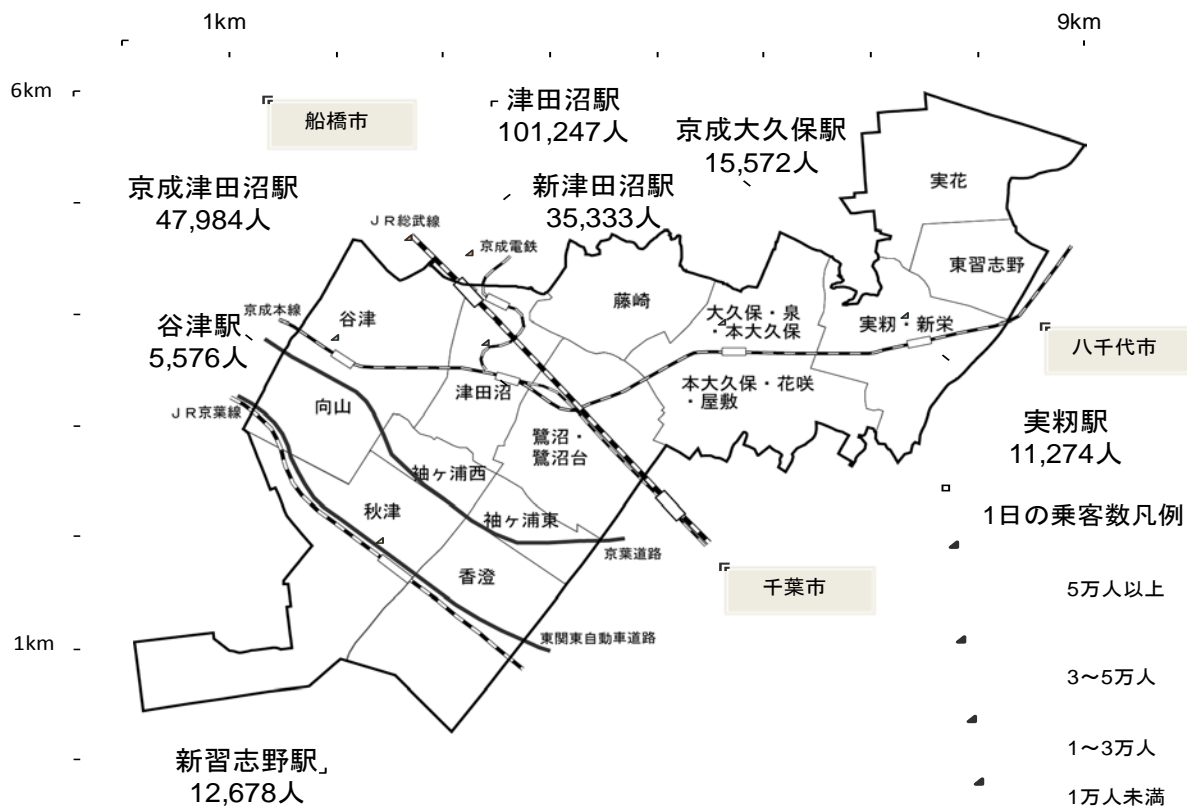 1km
9km
6km
船橋市
津田沼駅
101,247人
京成大久保駅
15,572人
京成津田沼駅
47,984人
新津田沼駅
35,333人
実花
JR総武線
京成電鉄
東習志野
藤崎
京成本線
谷津
大久保・泉
・本大久保
実籾・新栄
谷津駅
5,576人
八千代市
津田沼
本大久保・花咲
・屋敷
向山
JR京葉線
鷺沼・
鷺沼台
実籾駅
11,274人
袖ヶ浦西
秋津
袖ヶ浦東
1日の乗客数凡例
京葉道路
香澄
千葉市
5万人以上
1km
東関東自動車道路
3～5万人
新習志野駅
12,678人
1～3万人
1万人未満